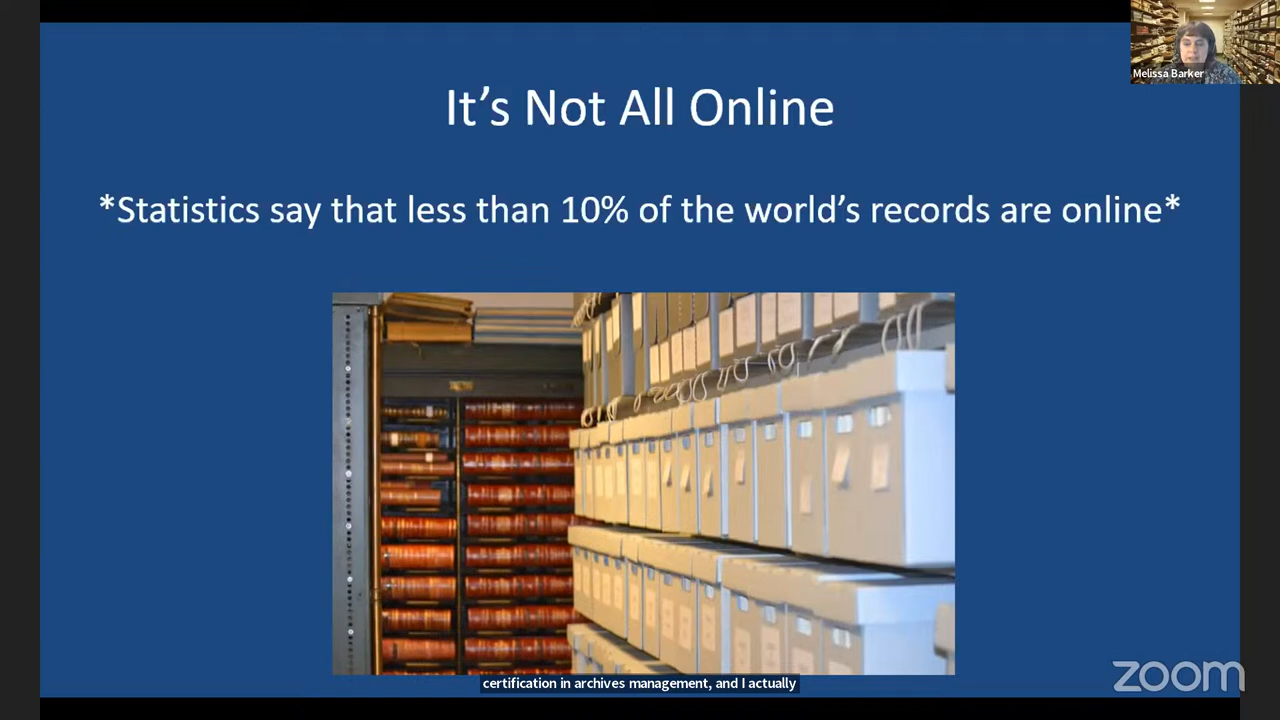 Melissa Barker
It's Not All Online
*Statistics say that less than 10% of the world's records are online*
certification in archives management, and I actually
zoom